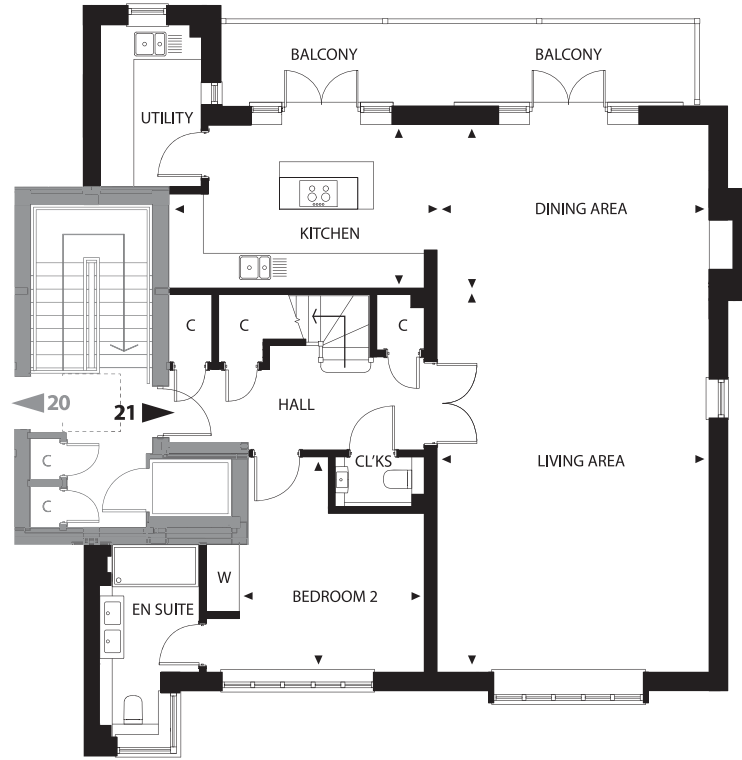 BALCONY
BALCONY
UTILITY
DINING AREA
KITCHEN
C
C
C
20
21
HALL
C
CL'KS
LIVING AREA
C
W
BEDROOM 2
EN SUITE